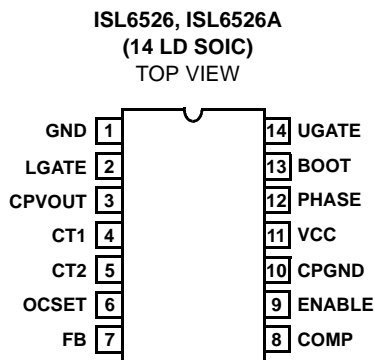 ISL6526, ISL6526A
(14 LD SOIC)
TOP VIEW
GND 1 14 UGATE
LGATE 2 13 BOOT
CPVOUT 3 12 PHASE
CT1 4 11 VCC
CT2 5 10 CPGND
OCSET 6 9 ENABLE
FB 7 8 COMP